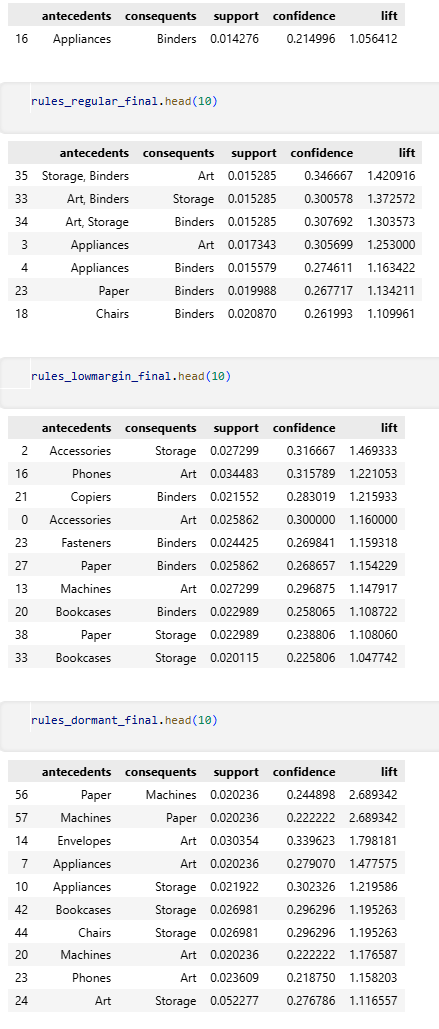 antecedents consequents support confidence lift
16 Appliances Binders 0.014276 0.214996 1.056412
rules_regular_final.head(10)
antecedents consequents support confidence lift
35 Storage, Binders Art 0.015285 0.346667 1.420916
33 Art, Binders Storage 0.015285 0.300578 1.372572
34 Art, Storage Binders 0.015285 0.307692 1.303573
3 Appliances Art 0.017343 0.305699 1.253000
4 Appliances Binders 0.015579 0.274611 1.163422
23 Paper Binders 0.019988 0.267717 1.134211
18 Chairs Binders 0.020870 0.261993 1.109961
rules_lowmargin_final.head(10)
antecedents consequents support confidence lift
2 Accessories Storage 0.027299 0.316667 1.469333
16 Phones Art 0.034483 0.315789 1.221053
21 Copiers Binders 0.021552 0.283019 1.215933
0 Accessories Art 0.025862 0.300000 1.160000
23 Fasteners Binders 0.024425 0.269841 1.159318
27 Paper Binders 0.025862 0.268657 1.154229
13 Machines Art 0.027299 0.296875 1.147917
20 Bookcases Binders 0.022989 0.258065 1.108722
38 Paper Storage 0.022989 0.238806 1.108060
33 Bookcases Storage 0.020115 0.225806 1.047742
rules_dormant_final.head(10)
antecedents consequents support confidence lift
56 Paper Machines 0.020236 0.244898 2.689342
57 Machines Paper 0.020236 0.222222 2.689342
14 Envelopes Art 0.030354 0.339623 1.798181
7 Appliances Art 0.020236 0.279070 1.477575
10 Appliances Storage 0.021922 0.302326 1.219586
42 Bookcases Storage 0.026981 0.296296 1.195263
44 Chairs Storage 0.026981 0.296296 1.195263
20 Machines Art 0.020236 0.222222 1.176587
23 Phones Art 0.023609 0.218750 1.158203
24 Art Storage 0.052277 0.276786 1.116557